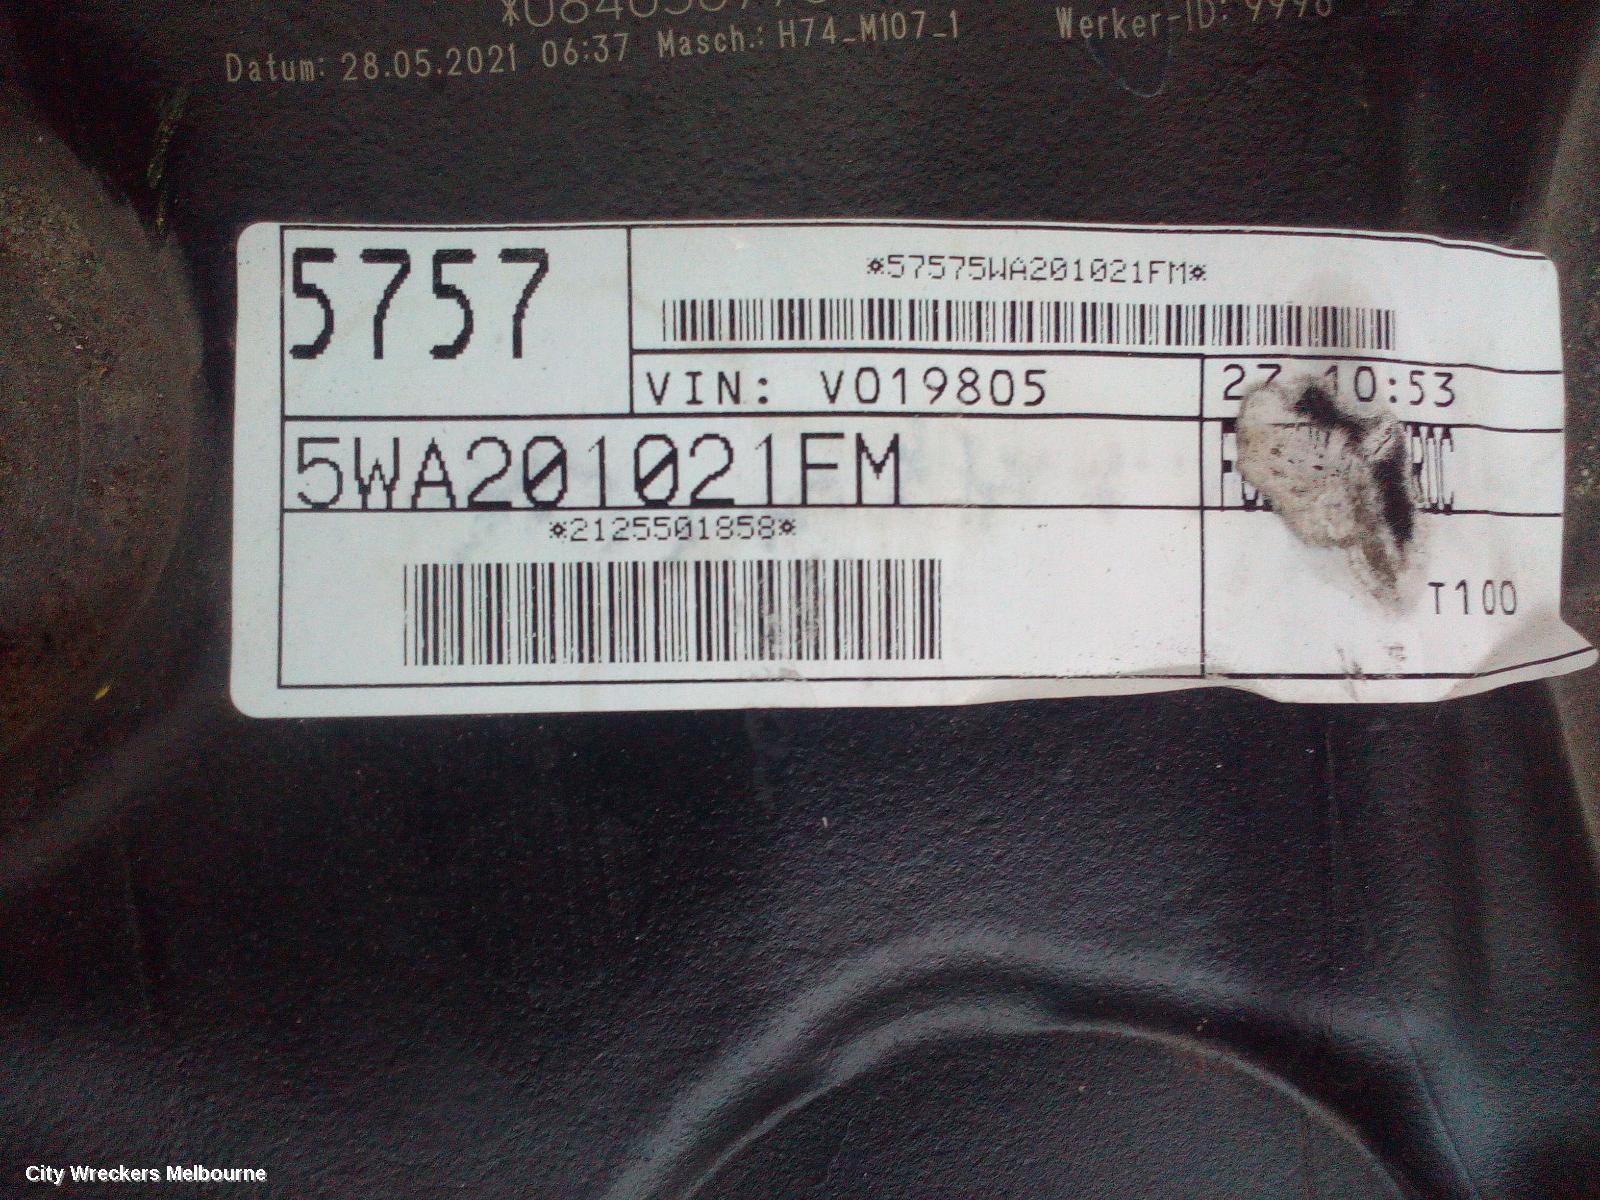 Datum: 28.05.2021 06:37 Masch.: H74_M107_1 Werker-ID:
5757
*57575WA201021FM*
VIN: V019805
27 10:53
5WA201021FM
*2125501858*
T100
City Wreckers Melbourne